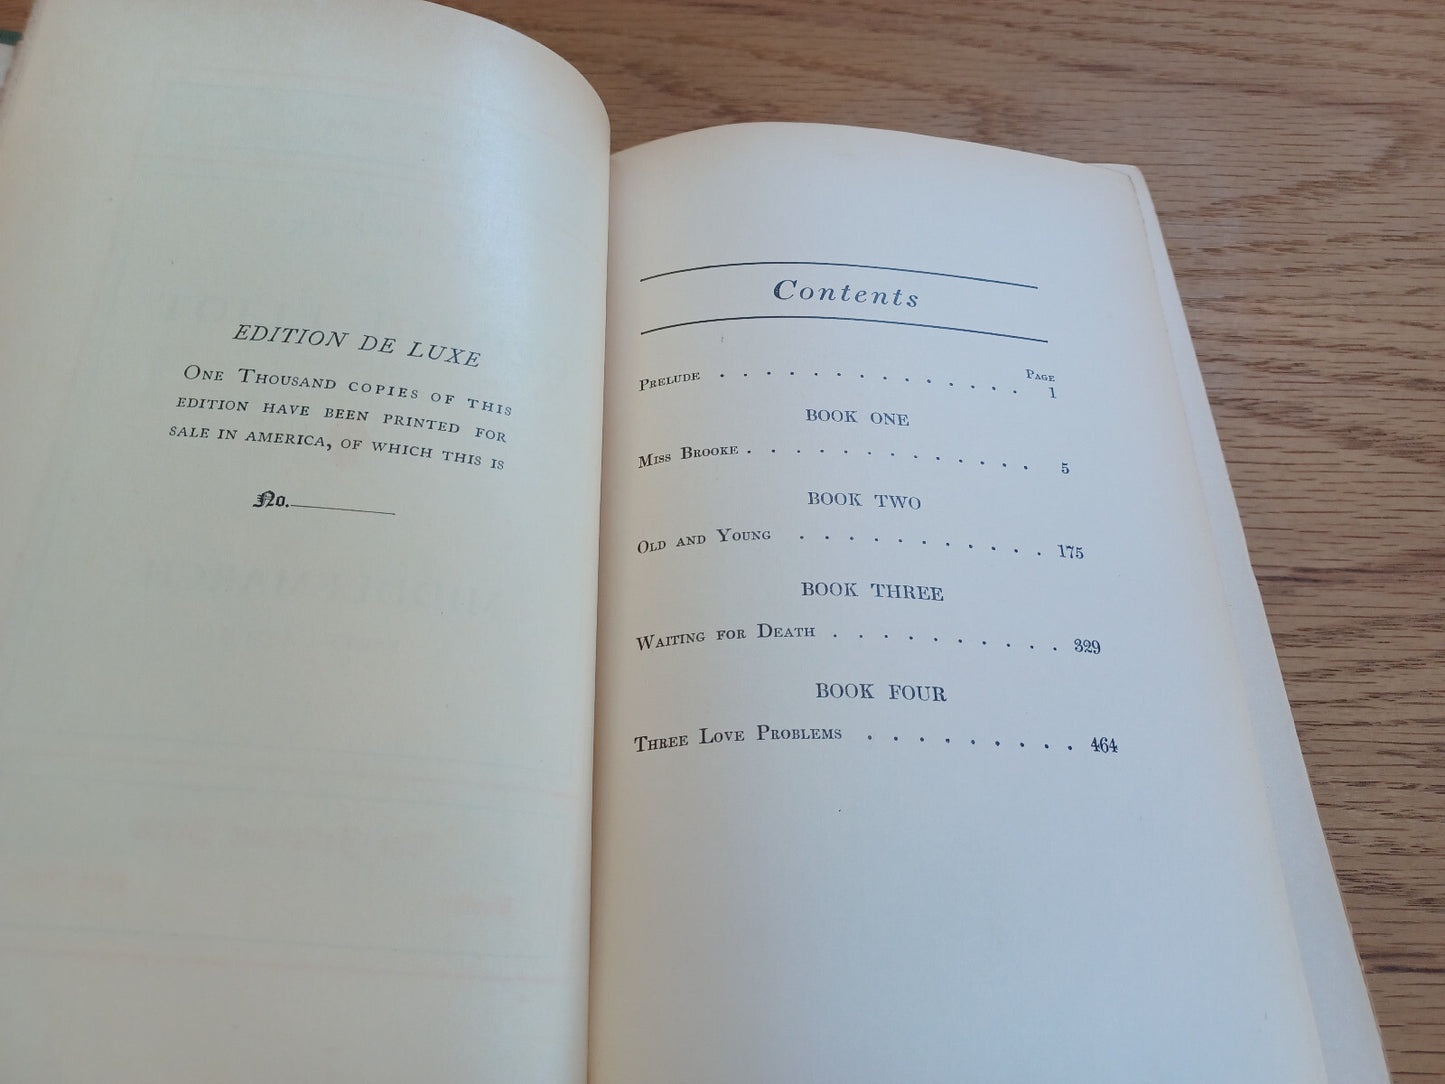 EDITION DE LUXE
One Thousand copies of this
edition have been printed for
sale in america, of which this is
No.
Contents
Page
Prelude . . . . . . . . . . . . . . 1
BOOK ONE
Miss Brooke . . . . . . . . . . . . . 5
BOOK TWO
Old and Young . . . . . . . . . . . 175
BOOK THREE
Waiting for Death . . . . . . . . . . 329
BOOK FOUR
Three Love Problems . . . . . . . . . 464